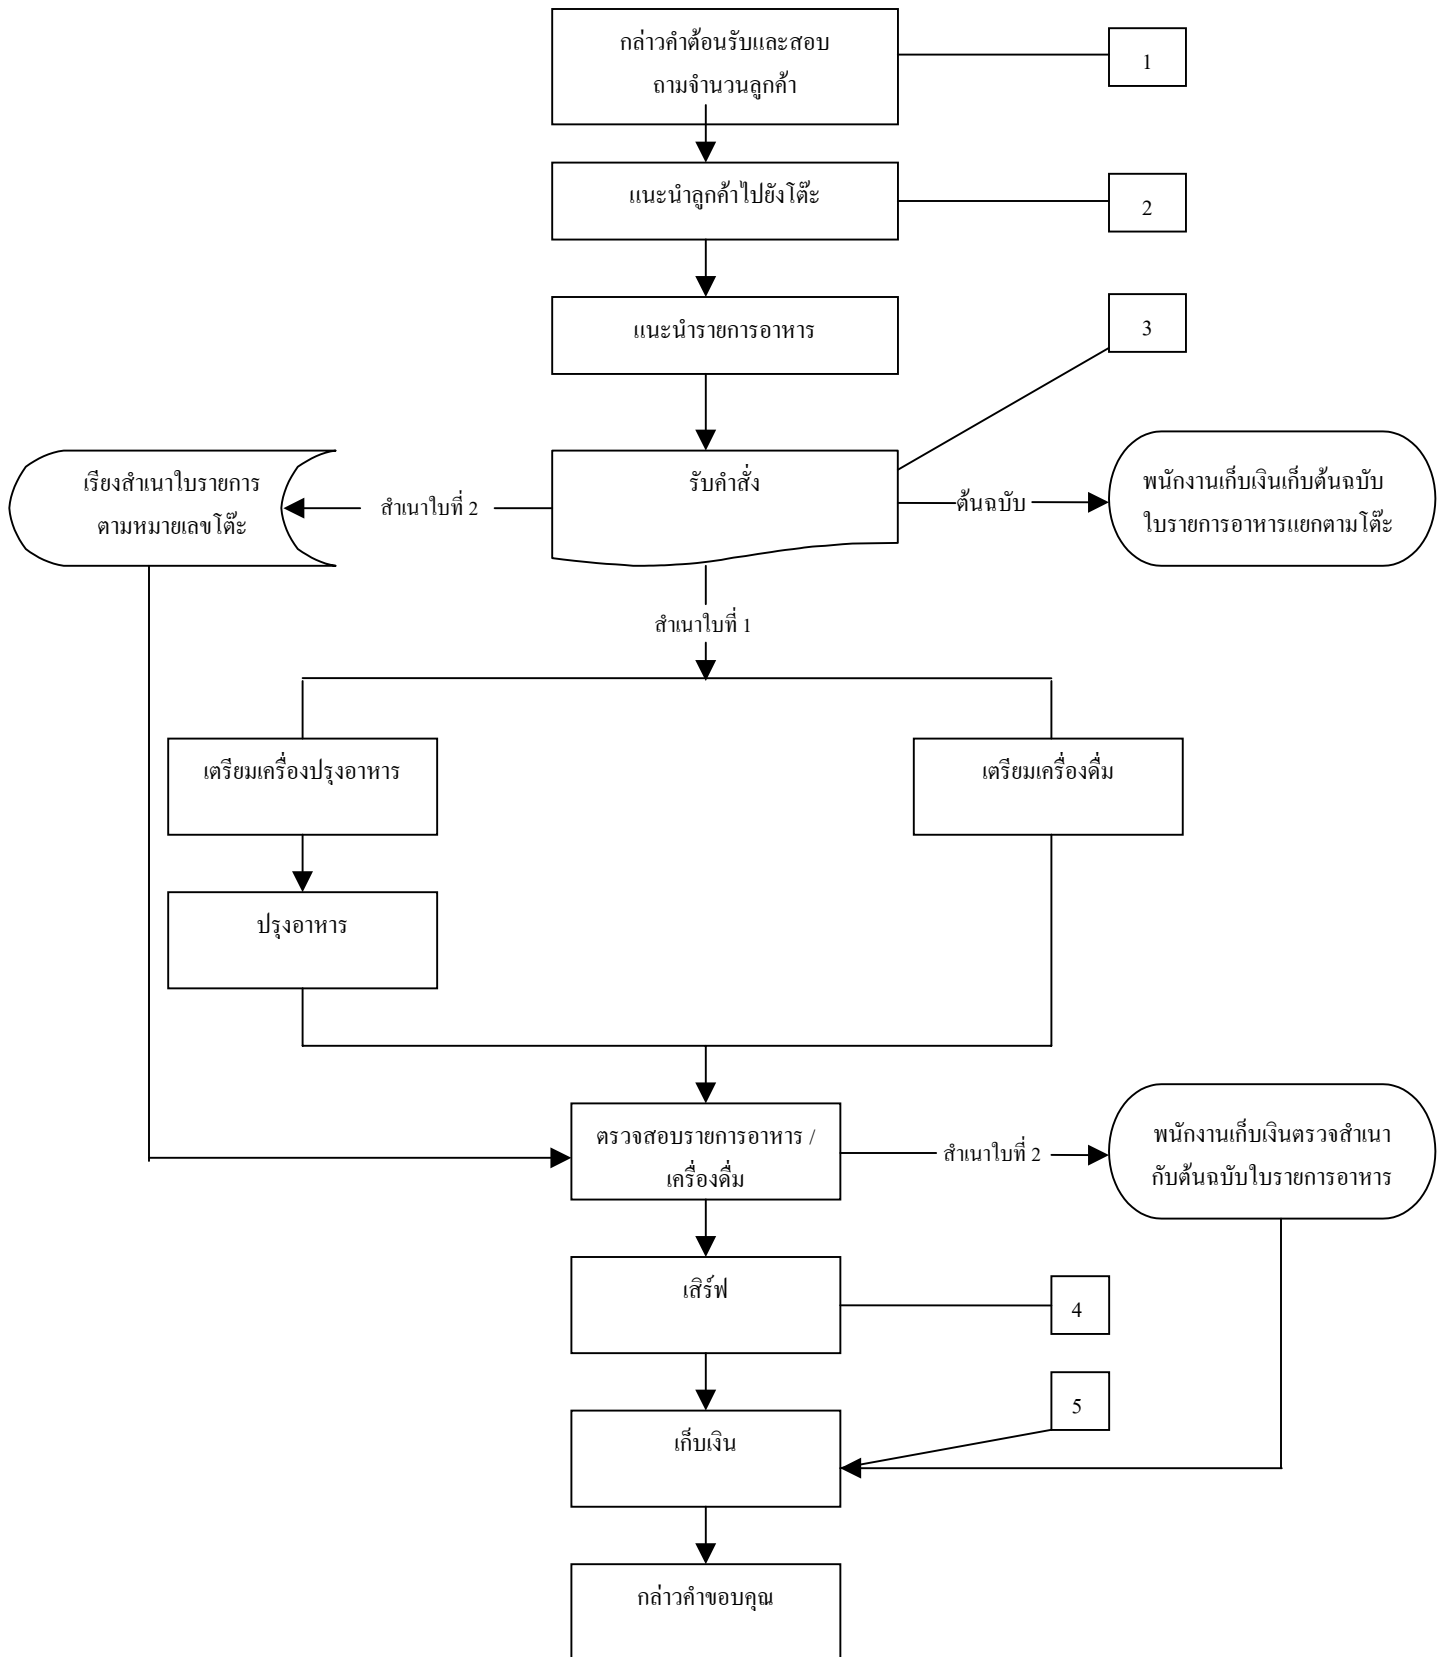 กล่าวคำต้อนรับและสอบ
ถามจำนวนลูกค้า
1
แนะนำลูกค้าไปยังโต๊ะ
2
แนะนำรายการอาหาร
3
เรียงสำเนาใบรายการ
ตามหมายเลขโต๊ะ
สำเนาใบที่ 2
รับคำสั่ง
ต้นฉบับ
พนักงานเก็บเงินเก็บต้นฉบับ
ใบรายการอาหารแยกตามโต๊ะ
สำเนาใบที่ 1
เตรียมเครื่องปรุงอาหาร
เตรียมเครื่องดื่ม
ปรุงอาหาร
ตรวจสอบรายการอาหาร /
เครื่องดื่ม
สำเนาใบที่ 2
พนักงานเก็บเงินตรวจสำเนา
กับต้นฉบับใบรายการอาหาร
เสิร์ฟ
4
5
เก็บเงิน
กล่าวคำขอบคุณ